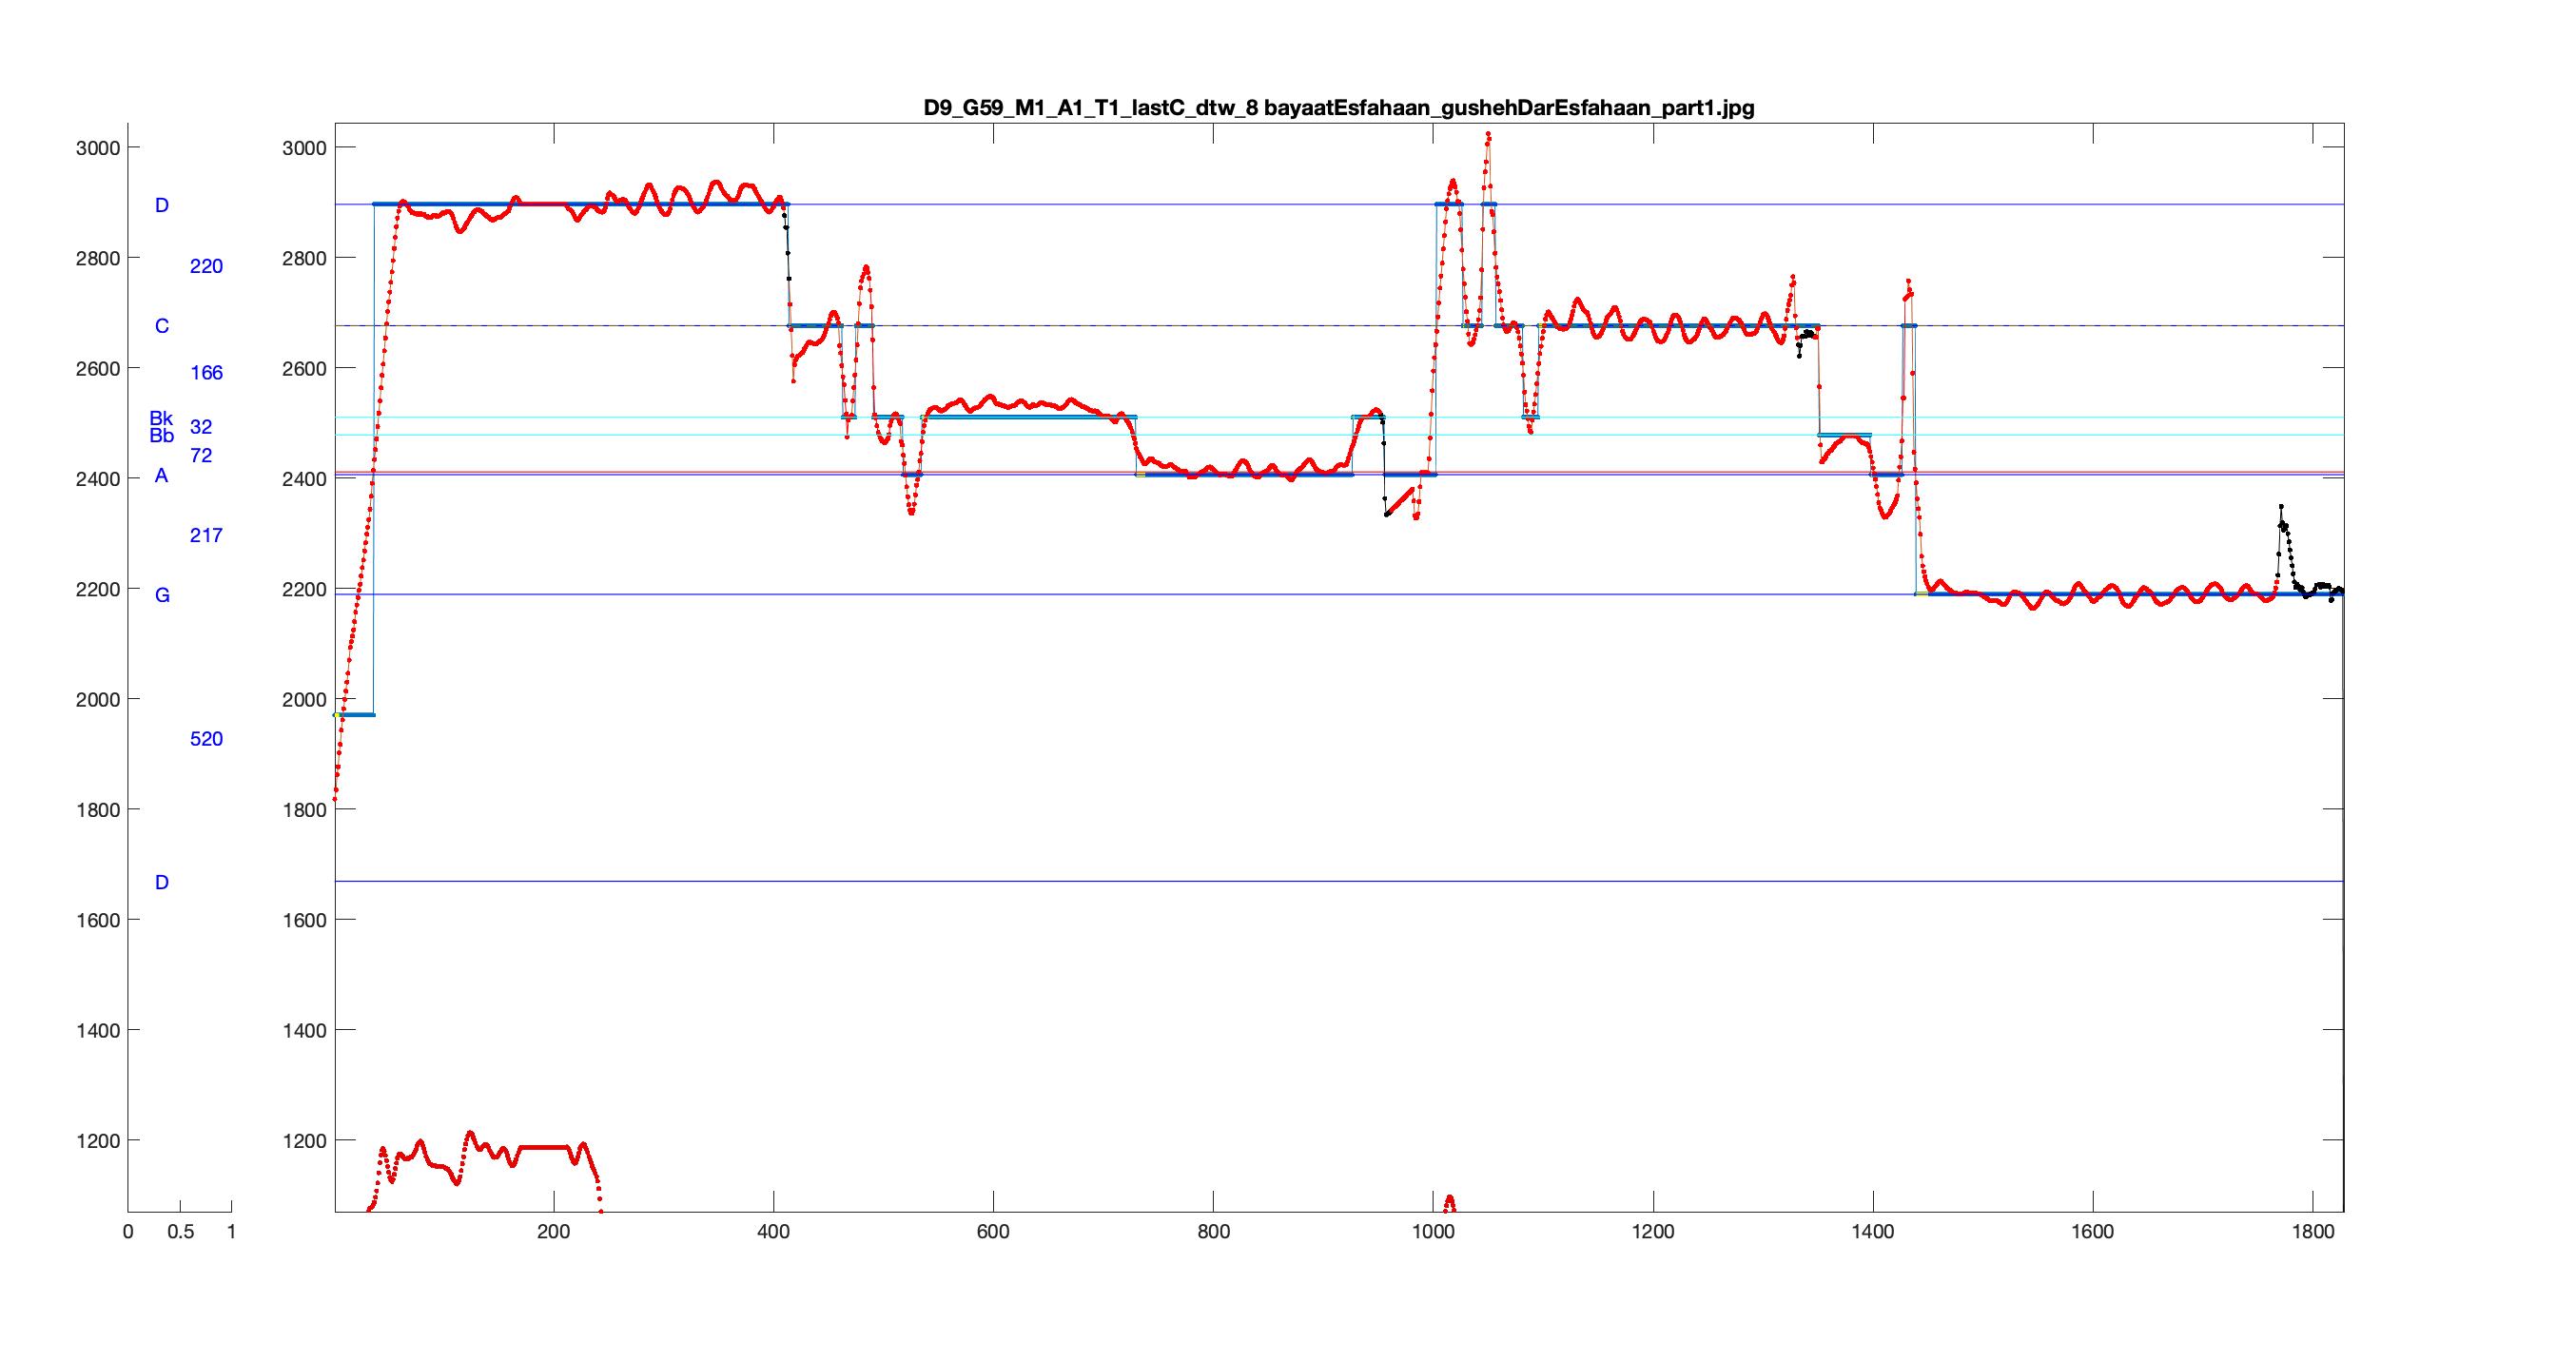 D9_G59_M1_A1_T1_lastC_dtw_8 bayaatEsfahaan_gushehDarEsfahaan_part1.jpg
3000 3000
D
2800 220 2800
C
2600 166 2600
Bk 32
Bb
72
2400 A 2400
217
2200 G 2200
2000 2000
520
1800 1800
D
1600 1600
1400 1400
1200 1200
0 0.5 1 200 400 600 800 1000 1200 1400 1600 1800